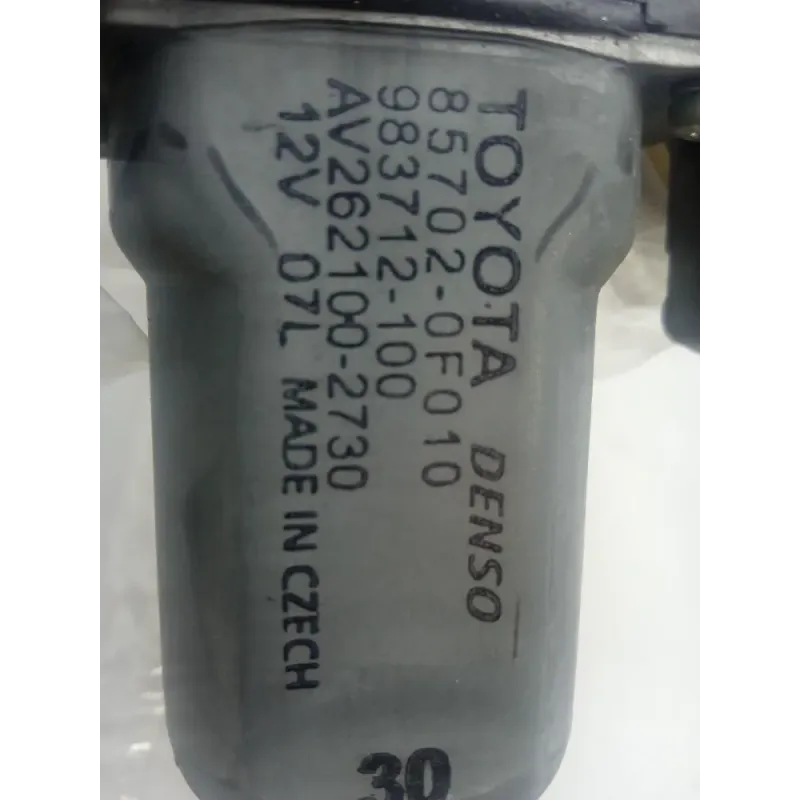 TOYOTA DENSO
85702-0F010
983712-100
AV262100-2730
12V 07L MADE IN CZECH
30